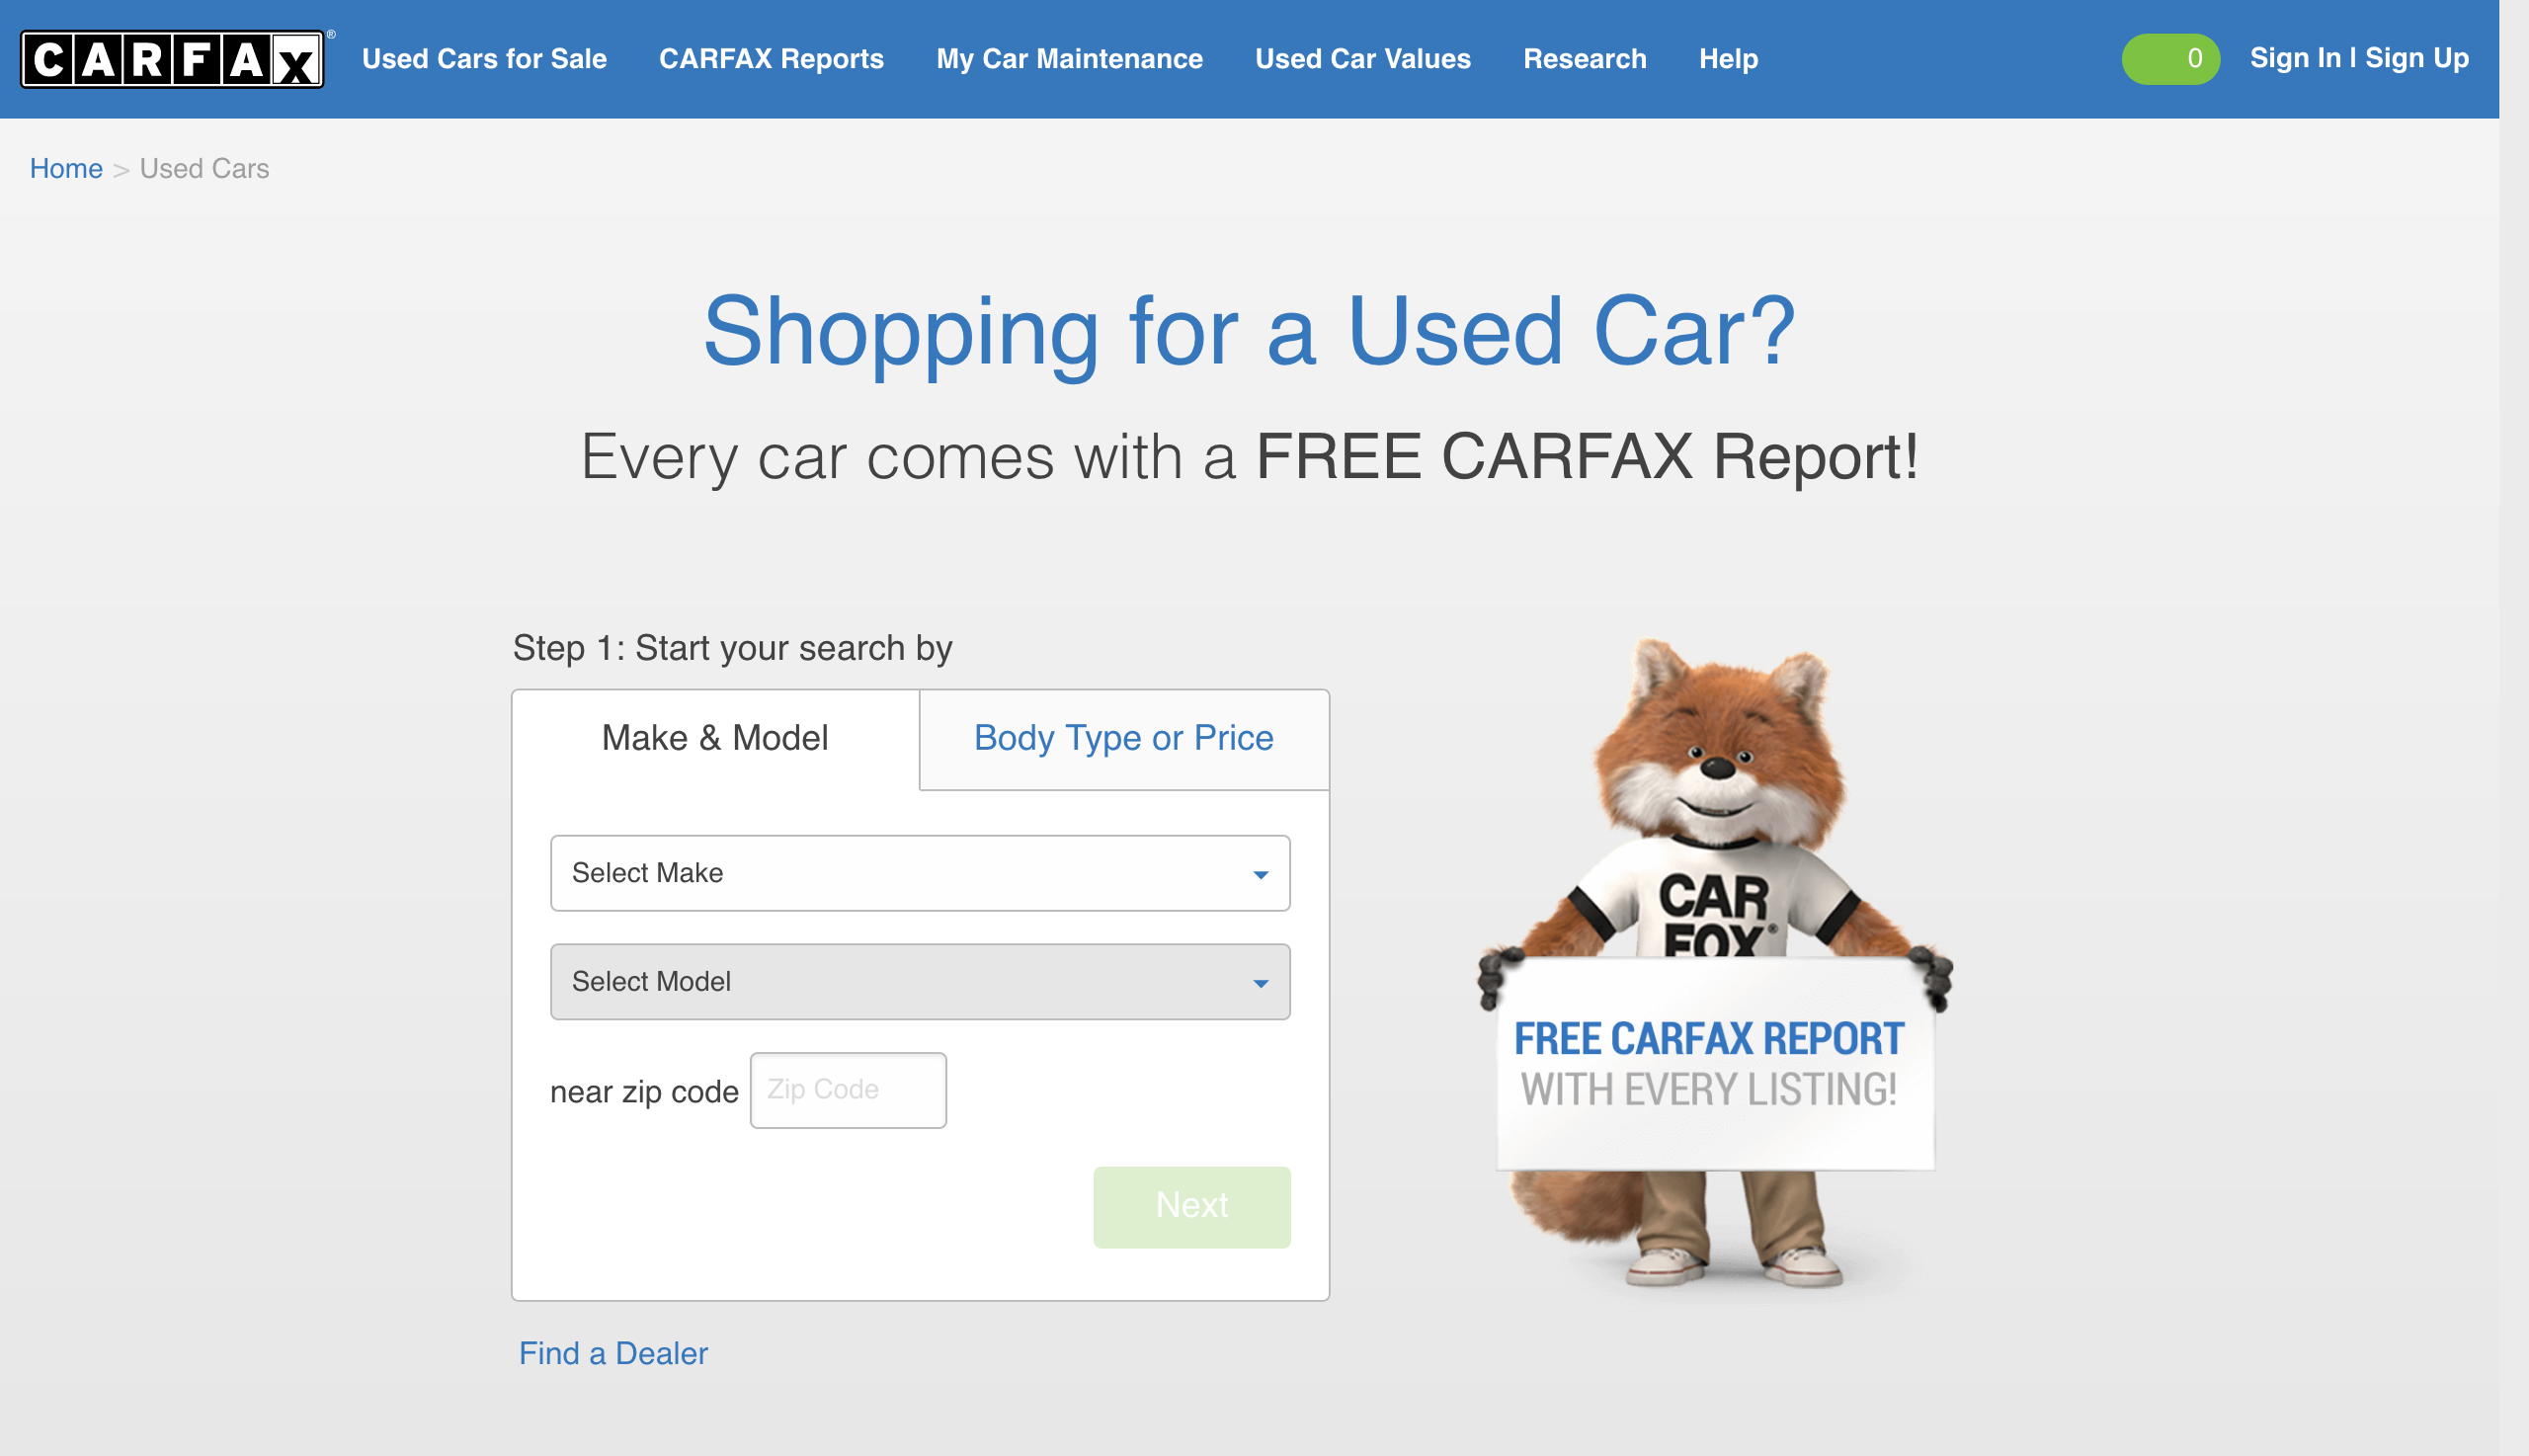 CARFAX® Used Cars for Sale CARFAX Reports My Car Maintenance Used Car Values Research Help 0 Sign In | Sign Up
Home > Used Cars
Shopping for a Used Car?
Every car comes with a FREE CARFAX Report!
Step 1: Start your search by
Make & Model Body Type or Price
Select Make
Select Model
near zip code Zip Code
Next
Find a Dealer
CAR
FOX®
FREE CARFAX REPORT
WITH EVERY LISTING!